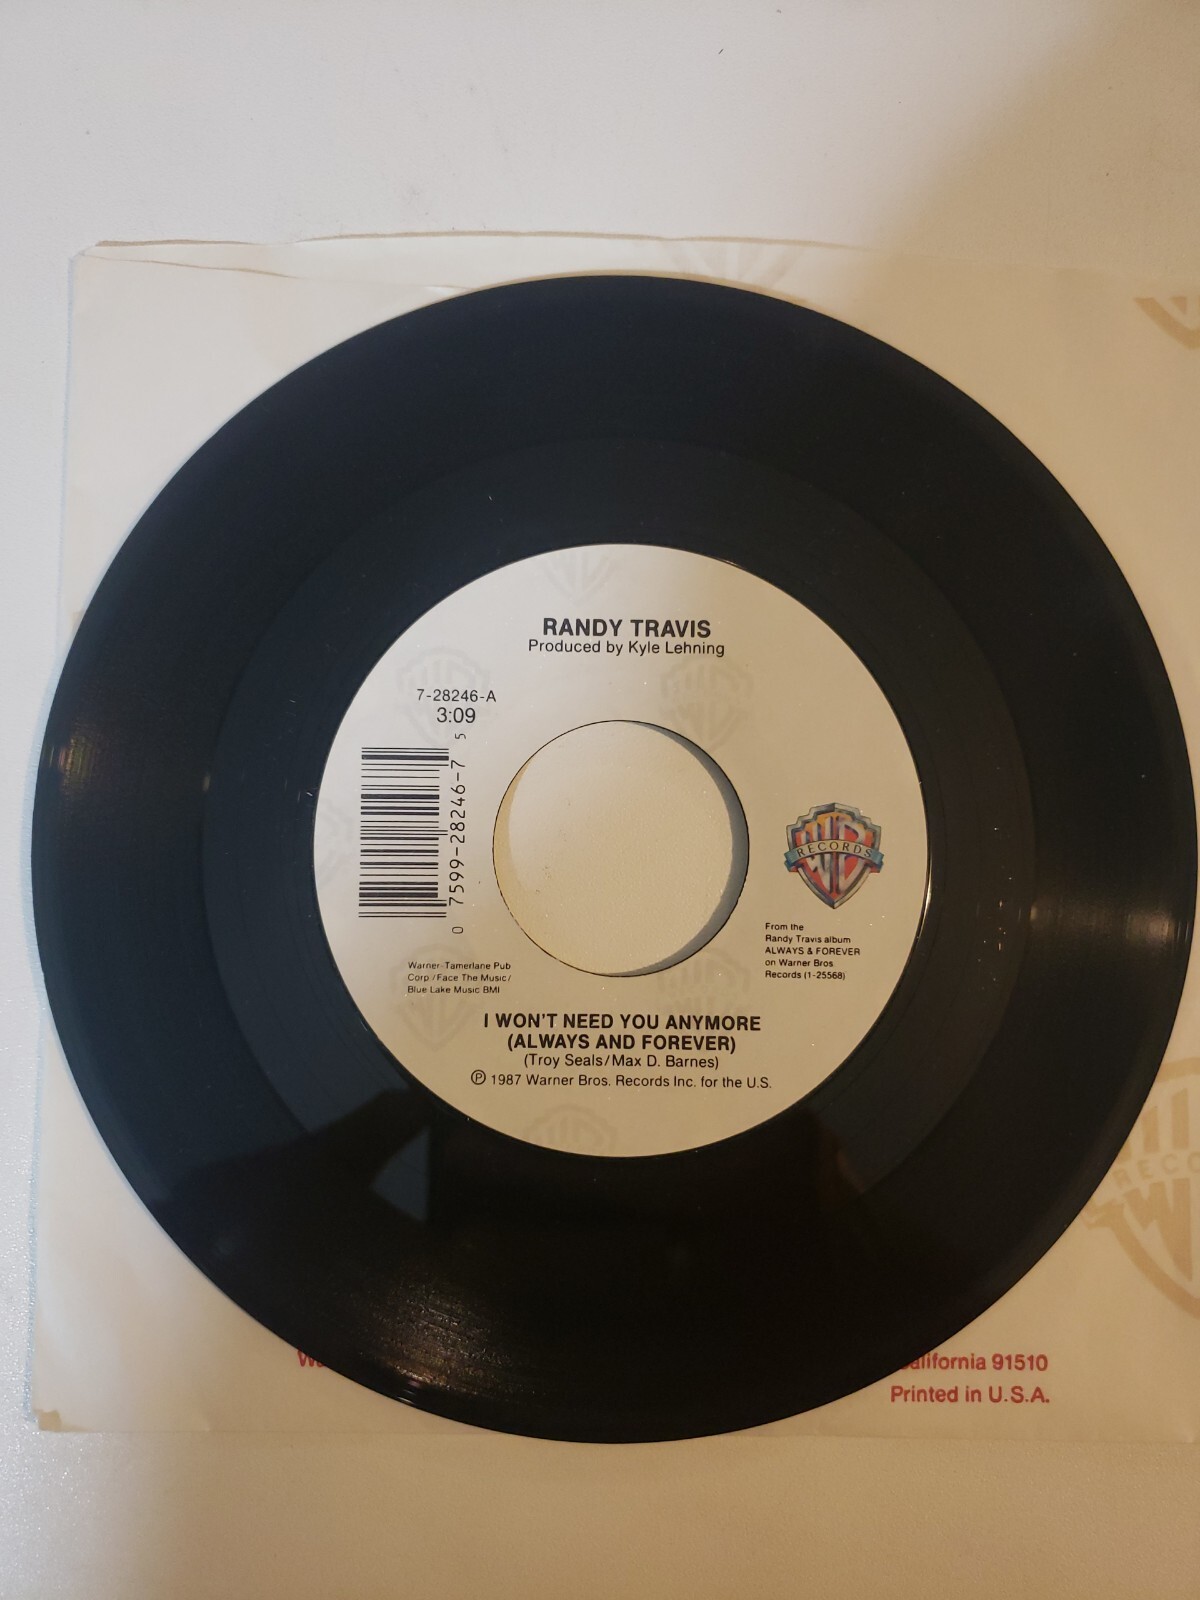 RANDY TRAVIS
Produced by Kyle Lehning
7-28246-A
3:09
0 7599-28246-7 5
RECORDS
From the
Randy Travis album
ALWAYS & FOREVER
on Warner Bros.
Records (1-25568)
Warner-Tamerlane Pub
Corp./Face The Music/
Blue Lake Music BMI
I WON'T NEED YOU ANYMORE
(ALWAYS AND FOREVER)
(Troy Seals/Max D. Barnes)
℗ 1987 Warner Bros. Records Inc. for the U.S.
California 91510
Printed in U.S.A.